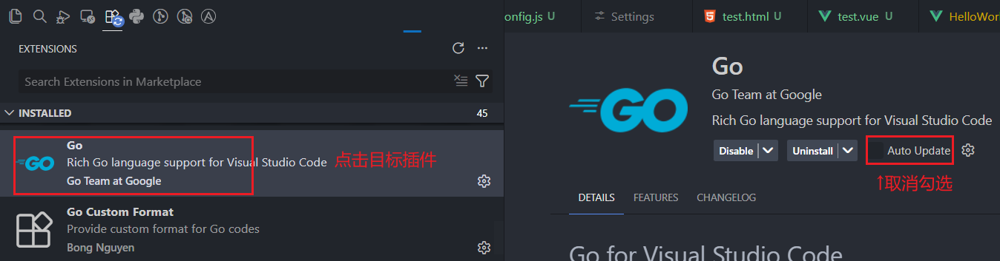 EXTENSIONS
Search Extensions in Marketplace
INSTALLED 45
Go
Rich Go language support for Visual Studio Code
Go Team at Google
点击目标插件
Go Custom Format
Provide custom format for Go codes
Bong Nguyen
onfig.js U
Settings
test.html U
test.vue U
HelloWorl
GO
Go
Go Team at Google
Rich Go language support for Visual Studio Code
Disable
Uninstall
Auto Update
↑取消勾选
DETAILS FEATURES CHANGELOG
Go for Visual Studio Code